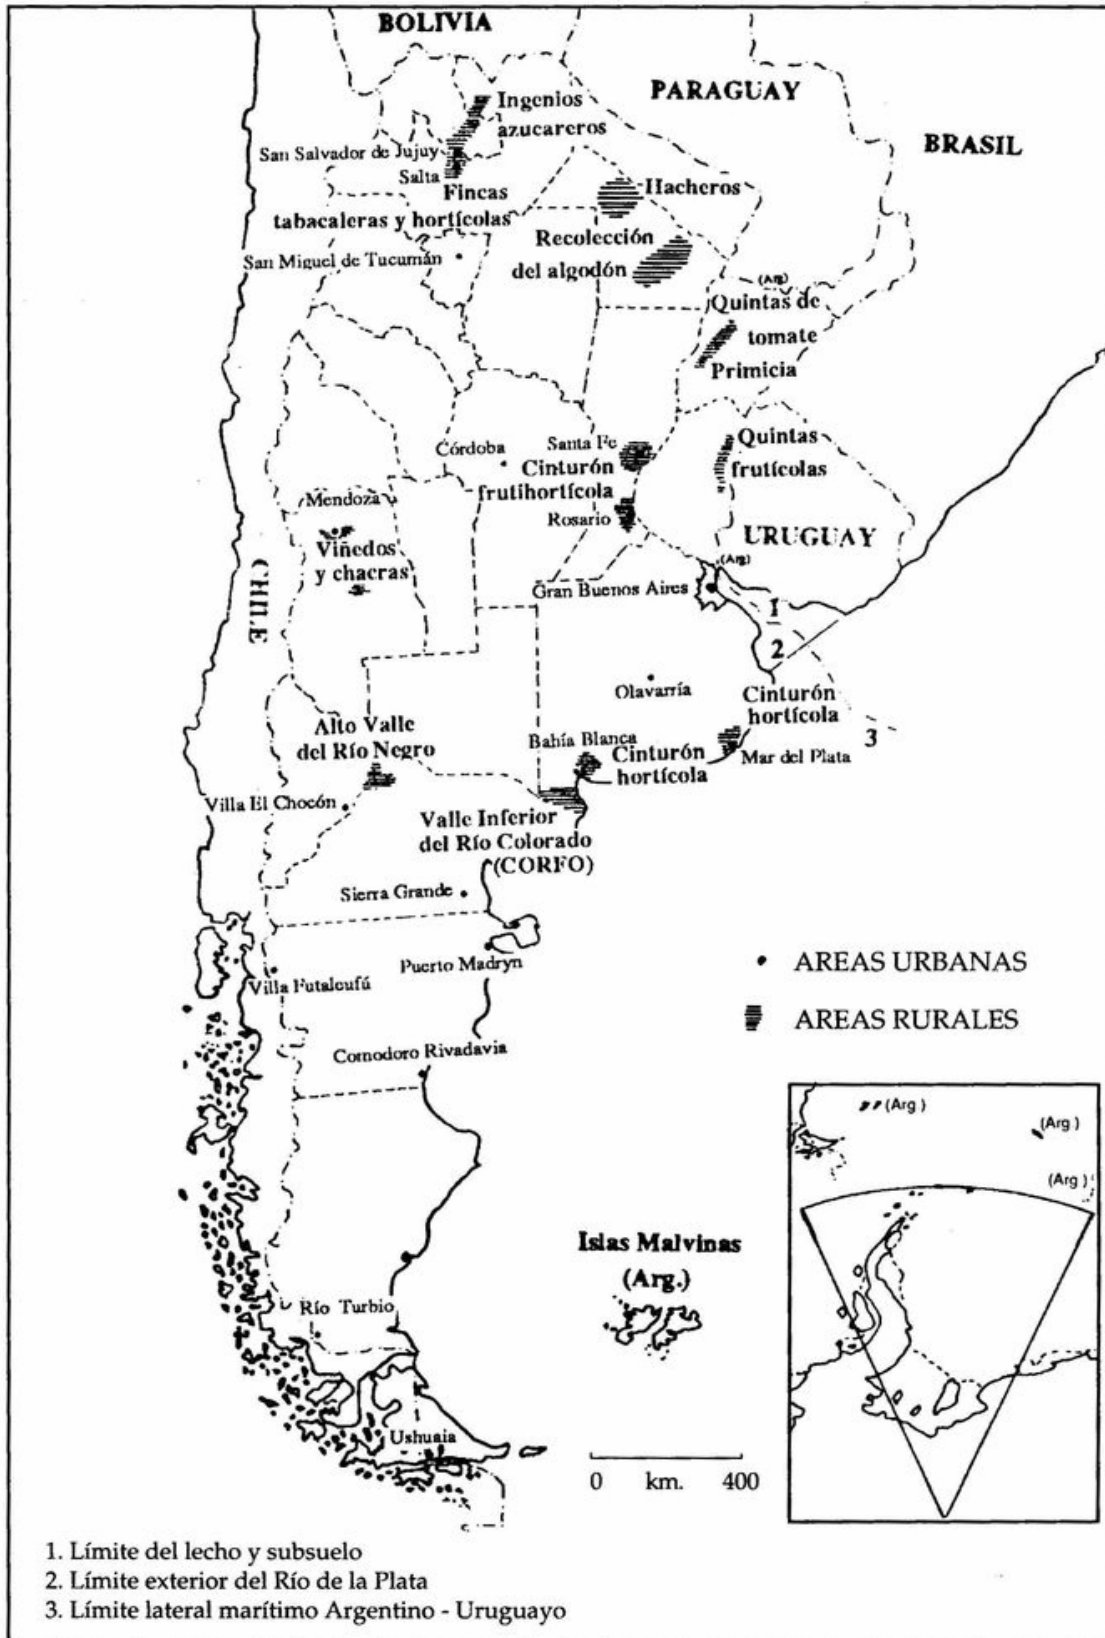 BOLIVIA
PARAGUAY
BRASIL
Ingenios
azucareros
San Salvador de Jujuy
Salta
Fincas
tabacaleras y hortícolas
Hacheros
Recolección
del algodón
San Miguel de Tucumán
(Arg)
Quintas de
tomate
Primicia
Córdoba
Santa Fe
Cinturón
frutihortícola
Rosario
Quintas
frutícolas
Mendoza
Viñedos
y chacras
CHILE
URUGUAY
(Arg)
Gran Buenos Aires
1
2
3
Olavarría
Cinturón
hortícola
Mar del Plata
Bahía Blanca
Cinturón
hortícola
Alto Valle
del Río Negro
Villa El Chocón
Valle Inferior
del Río Colorado
(CORFO)
Sierra Grande
Puerto Madryn
Villa Futaleufú
Comodoro Rivadavia
AREAS URBANAS
AREAS RURALES
(Arg)
(Arg.)
(Arg)
Islas Malvinas
(Arg.)
Río Turbio
Ushuaia
0 km. 400
1. Límite del lecho y subsuelo
2. Límite exterior del Río de la Plata
3. Límite lateral marítimo Argentino - Uruguayo